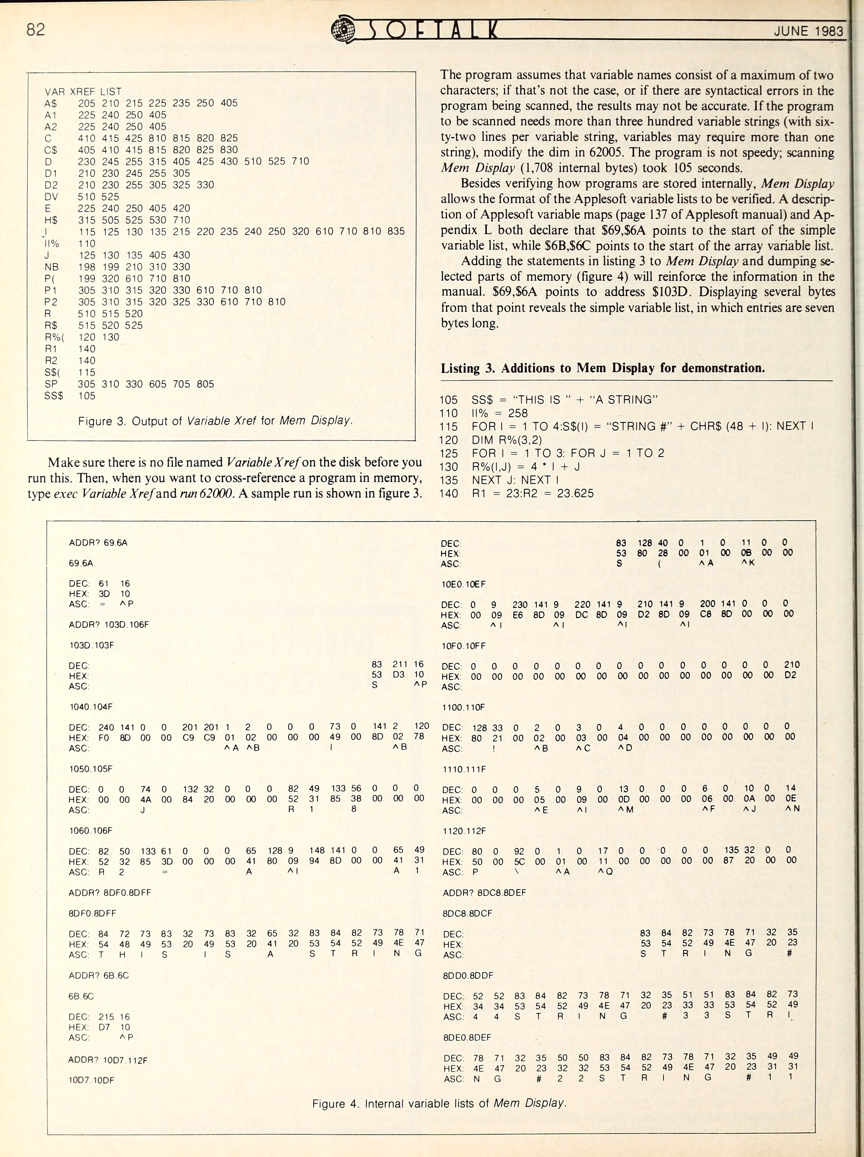 82
SOFTALK
JUNE 1983
VAR XREF LIST
A$ 205 210 215 225 235 250 405
A1 225 240 250 405
A2 225 240 250 405
C 410 415 425 810 815 820 825
C$ 405 410 415 815 820 825 830
D 230 245 255 315 405 425 430 510 525 710
D1 210 230 245 255 305
D2 210 230 255 305 325 330
DV 510 525
E 225 240 250 405 420
H$ 315 505 525 530 710
I 115 125 130 135 215 220 235 240 250 320 610 710 810 835
II% 110
J 125 130 135 405 430
NB 198 199 210 310 330
P( 199 320 610 710 810
P1 305 310 315 320 330 610 710 810
P2 305 310 315 320 325 330 610 710 810
R 510 515 520
R$ 515 520 525
R%( 120 130
R1 140
R2 140
S$( 115
SP 305 310 330 605 705 805
SS$ 105
Figure 3. Output of Variable Xref for Mem Display.
Make sure there is no file named Variable Xref on the disk before you
run this. Then, when you want to cross-reference a program in memory,
type exec Variable Xref and run 62000. A sample run is shown in figure 3.
The program assumes that variable names consist of a maximum of two
characters; if that's not the case, or if there are syntactical errors in the
program being scanned, the results may not be accurate. If the program
to be scanned needs more than three hundred variable strings (with six-
ty-two lines per variable string, variables may require more than one
string), modify the dim in 62005. The program is not speedy; scanning
Mem Display (1,708 internal bytes) took 105 seconds.
Besides verifying how programs are stored internally, Mem Display
allows the format of the variable lists to be verified. A descrip-
tion of Applesoft variable maps (page 137 of Applesoft manual) and Ap-
pendix L both declare that $69,$6A points to the start of the simple
variable list, while $6B,$6C points to the start of the array variable list.
Adding the statements in listing 3 to Mem Display and dumping se-
lected parts of memory (figure 4) will reinforce the information in the
manual. $69,$6A points to address $103D. Displaying several bytes
from that point reveals the simple variable list, in which entries are seven
bytes long.
Listing 3. Additions to Mem Display for demonstration.
105 SS$ = "THIS IS " + "A STRING"
110 II% = 258
115 FOR I = 1 TO 4:S$(I) = "STRING #" + CHR$ (48 + I): NEXT I
120 DIM R%(3,2)
125 FOR I = 1 TO 3: FOR J = 1 TO 2
130 R%(I,J) = 4 * I + J
135 NEXT J: NEXT I
140 R1 = 23:R2 = 23.625
ADDR? 69.6A
69.6A
DEC: 61 16
HEX: 3D 10
ASC: = ^P
ADDR? 103D.106F
103D.103F
DEC: 83 211 16
HEX: 53 D3 10
ASC: S ^P
1040.104F
DEC: 240 141 0 0 201 201 1 2 0 0 0 73 0 141 2 120
HEX: F0 8D 00 00 C9 C9 01 02 00 00 00 49 00 8D 02 78
ASC: ^A ^B I ^B
1050.105F
DEC: 0 0 74 0 132 32 0 0 0 82 49 133 56 0 0 0
HEX: 00 00 4A 00 84 20 00 00 00 52 31 85 38 00 00 00
ASC: J R 1 8
1060.106F
DEC: 82 50 133 61 0 0 0 65 128 9 148 141 0 0 65 49
HEX: 52 32 85 3D 00 00 00 41 80 09 94 8D 00 00 41 31
ASC: R 2 = A ^I A 1
ADDR? 8DF0.8DFF
8DF0.8DFF
DEC: 84 72 73 83 32 73 83 32 65 32 83 84 82 73 78 71
HEX: 54 48 49 53 20 49 53 20 41 20 53 54 52 49 4E 47
ASC: T H I S I S A S T R I N G
ADDR? 6B.6C
6B.6C
DEC: 215 16
HEX: D7 10
ASC: ^P
ADDR? 10D7.112F
10D7.10DF
DEC: 83 128 40 0 1 0 11 0 0
HEX: 53 80 28 00 01 00 0B 00 00
ASC: S ( ^A ^K
10E0.10EF
DEC: 0 9 230 141 9 220 141 9 210 141 9 200 141 0 0 0
HEX: 00 09 E6 8D 09 DC 8D 09 D2 8D 09 C8 8D 00 00 00
ASC: ^I ^I ^I ^I
10F0.10FF
DEC: 0 0 0 0 0 0 0 0 0 0 0 0 0 0 0 210
HEX: 00 00 00 00 00 00 00 00 00 00 00 00 00 00 00 D2
ASC:
1100.110F
DEC: 128 33 0 2 0 3 0 4 0 0 0 0 0 0 0 0
HEX: 80 21 00 02 00 03 00 04 00 00 00 00 00 00 00 00
ASC: ! ^B ^C ^D
1110.111F
DEC: 0 0 0 5 0 9 0 13 0 0 0 6 0 10 0 14
HEX: 00 00 00 05 00 09 00 0D 00 00 00 06 00 0A 00 0E
ASC: ^E ^I ^M ^F ^J ^N
1120.112F
DEC: 80 0 92 0 1 0 17 0 0 0 0 0 135 32 0 0
HEX: 50 00 5C 00 01 00 11 00 00 00 00 00 87 20 00 00
ASC: P \ ^A ^Q
ADDR? 8DC8.8DEF
8DC8.8DCF
DEC: 83 84 82 73 78 71 32 35
HEX: 53 54 52 49 4E 47 20 23
ASC: S T R I N G #
8DD0.8DDF
DEC: 52 52 83 84 82 73 78 71 32 35 51 51 83 84 82 73
HEX: 34 34 53 54 52 49 4E 47 20 23 33 33 53 54 52 49
ASC: 4 4 S T R I N G # 3 3 S T R I
8DE0.8DEF
DEC: 78 71 32 35 50 50 83 84 82 73 78 71 32 35 49 49
HEX: 4E 47 20 23 32 32 53 54 52 49 4E 47 20 23 31 31
ASC: N G # 2 2 S T R I N G # 1 1
Figure 4. Internal variable lists of Mem Display.